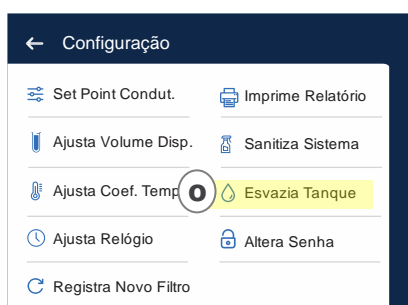 Configuração
Set Point Condut.
Imprime Relatório
Ajusta Volume Disp.
Sanitiza Sistema
Ajusta Coef. Temp
o
Esvazia Tanque
Ajusta Relógio
Altera Senha
Registra Novo Filtro